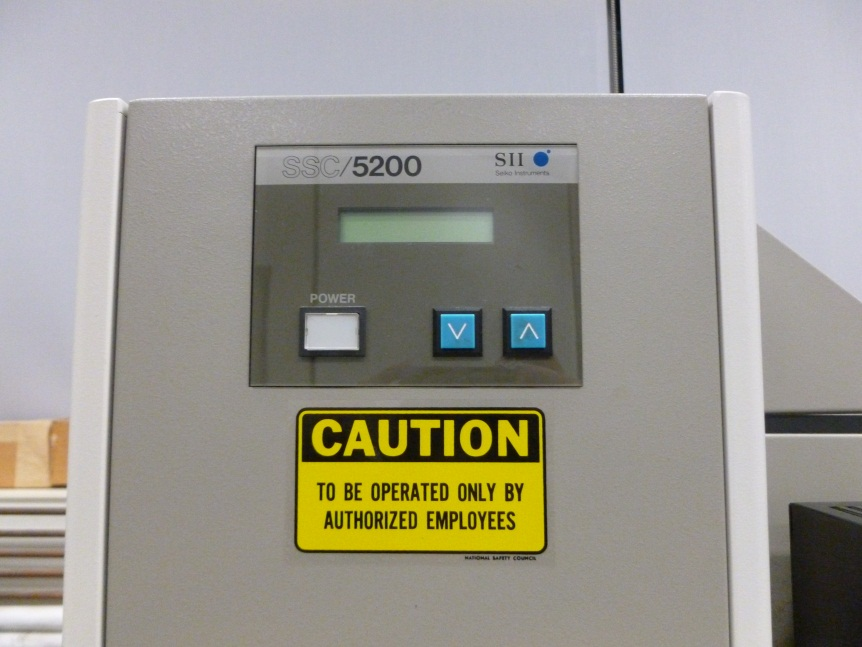 SSC/5200
SII
Seiko Instruments
POWER
CAUTION
TO BE OPERATED ONLY BY
AUTHORIZED EMPLOYEES
NATIONAL SAFETY COUNCIL